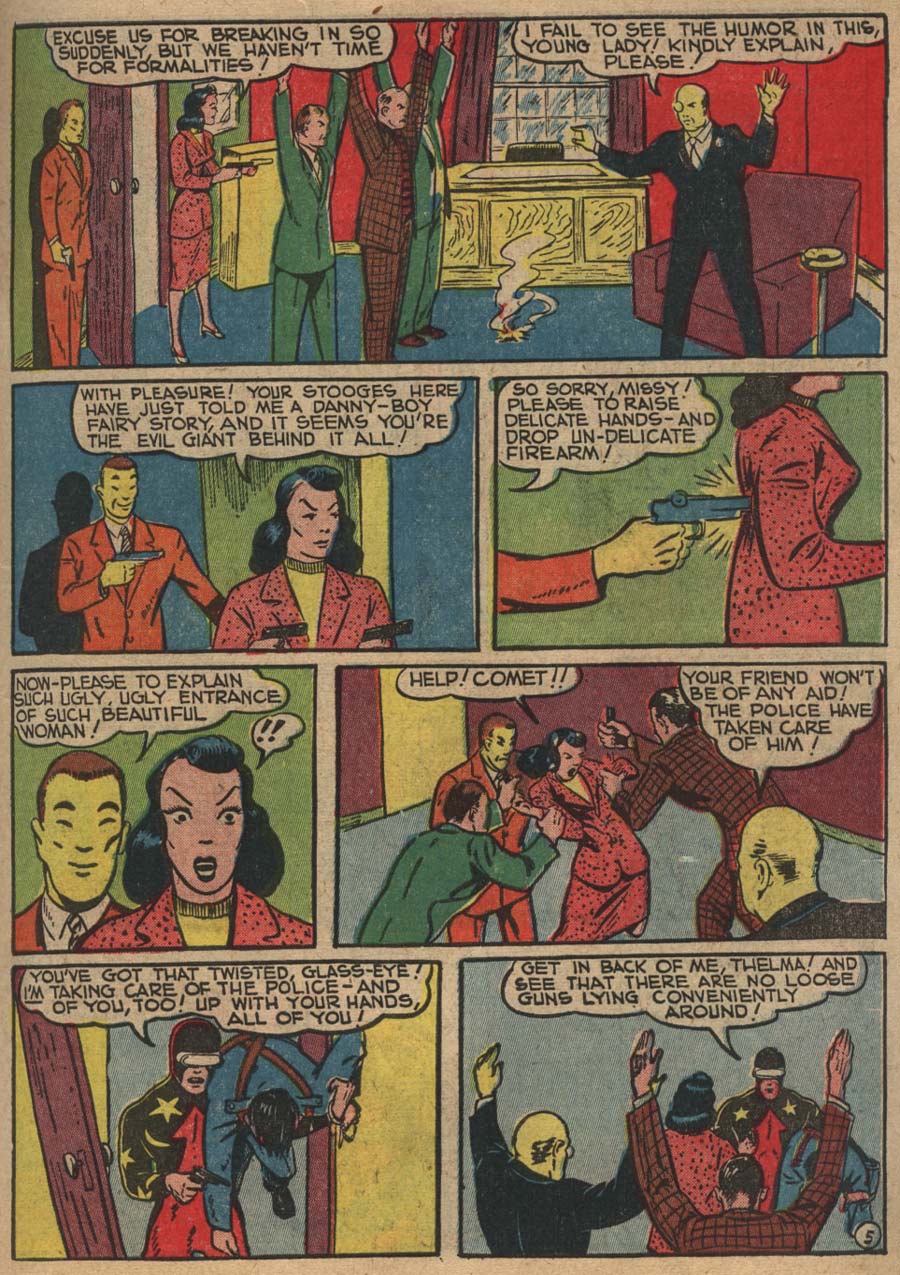 EXCUSE US FOR BREAKING IN SO
SUDDENLY, BUT WE HAVEN'T TIME
FOR FORMALITIES!
I FAIL TO SEE THE HUMOR IN THIS,
YOUNG LADY! KINDLY EXPLAIN,
PLEASE!
WITH PLEASURE! YOUR STOOGES HERE
HAVE JUST TOLD ME A DANNY-BOY
FAIRY STORY, AND IT SEEMS YOU'RE
THE EVIL GIANT BEHIND IT ALL!
SO SORRY, MISSY!
PLEASE TO RAISE
DELICATE HANDS-AND
DROP UN-DELICATE
FIREARM!
NOW-PLEASE TO EXPLAIN
SUCH UGLY, UGLY ENTRANCE
OF SUCH BEAUTIFUL
WOMAN!
!!
HELP! COMET!!
YOUR FRIEND WON'T
BE OF ANY AID!
THE POLICE HAVE
TAKEN CARE
OF HIM!
YOU'VE GOT THAT TWISTED, GLASS-EYE!
I'M TAKING CARE OF THE POLICE-AND
OF YOU, TOO! UP WITH YOUR HANDS,
ALL OF YOU!
GET IN BACK OF ME, THELMA! AND
SEE THAT THERE ARE NO LOOSE
GUNS LYING CONVENIENTLY
AROUND!
5